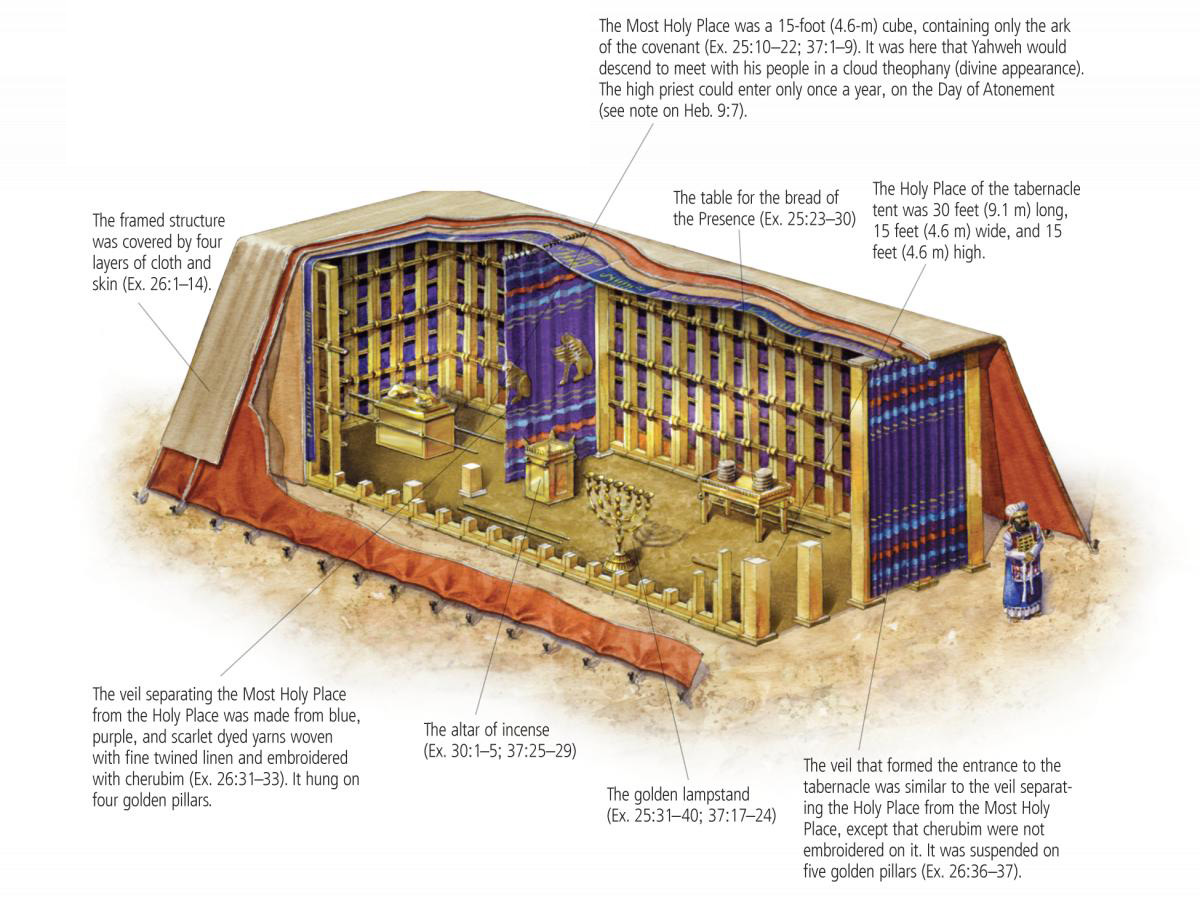 The Most Holy Place was a 15-foot (4.6-m) cube, containing only the ark
of the covenant (Ex. 25:10–22; 37:1–9). It was here that Yahweh would
descend to meet with his people in a cloud theophany (divine appearance).
The high priest could enter only once a year, on the Day of Atonement
(see note on Heb. 9:7).
The framed structure
was covered by four
layers of cloth and
skin (Ex. 26:1–14).
The table for the bread of
the Presence (Ex. 25:23–30)
The Holy Place of the tabernacle
tent was 30 feet (9.1 m) long,
15 feet (4.6 m) wide, and 15
feet (4.6 m) high.
The veil separating the Most Holy Place
from the Holy Place was made from blue,
purple, and scarlet dyed yarns woven
with fine twined linen and embroidered
with cherubim (Ex. 26:31–33). It hung on
four golden pillars.
The altar of incense
(Ex. 30:1–5; 37:25–29)
The golden lampstand
(Ex. 25:31–40; 37:17–24)
The veil that formed the entrance to the
tabernacle was similar to the veil separat-
ing the Holy Place from the Most Holy
Place, except that cherubim were not
embroidered on it. It was suspended on
five golden pillars (Ex. 26:36–37).